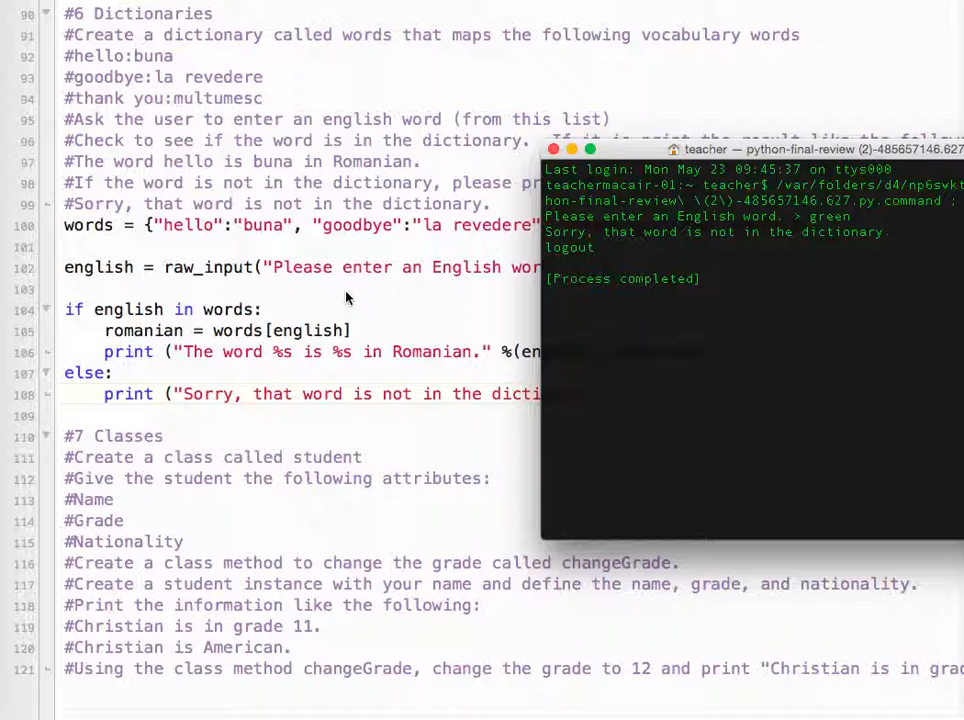 90 #6 Dictionaries
91 #Create a dictionary called words that maps the following vocabulary words
92 #hello:buna
93 #goodbye:la revedere
94 #thank you:multumesc
95 #Ask the user to enter an english word (from this list)
96 #Check to see if the word is in the dictionary.
97 #The word hello is buna in Romanian.
98 #If the word is not in the dictionary, please pr
99 #Sorry, that word is not in the dictionary.
100 words = {"hello":"buna", "goodbye":"la revedere"
101
102 english = raw_input("Please enter an English wor
103
104 if english in words:
105 romanian = words[english]
106 print ("The word %s is %s in Romanian." %(en
107 else:
108 print ("Sorry, that word is not in the dicti
109
110 #7 Classes
111 #Create a class called student
112 #Give the student the following attributes:
113 #Name
114 #Grade
115 #Nationality
116 #Create a class method to change the grade called changeGrade.
117 #Create a student instance with your name and define the name, grade, and nationality.
118 #Print the information like the following:
119 #Christian is in grade 11.
120 #Christian is American.
121 #Using the class method changeGrade, change the grade to 12 and print "Christian is in grad
teacher — python-final-review (2)-485657146.627
Last login: Mon May 23 09:45:37 on ttys000
teachermacair-01:~ teacher$ /var/folders/d4/np6svkt
hon-final-review\ \(2\)-485657146.627.py.command ;
Please enter an English word. > green
Sorry, that word is not in the dictionary.
logout
[Process completed]